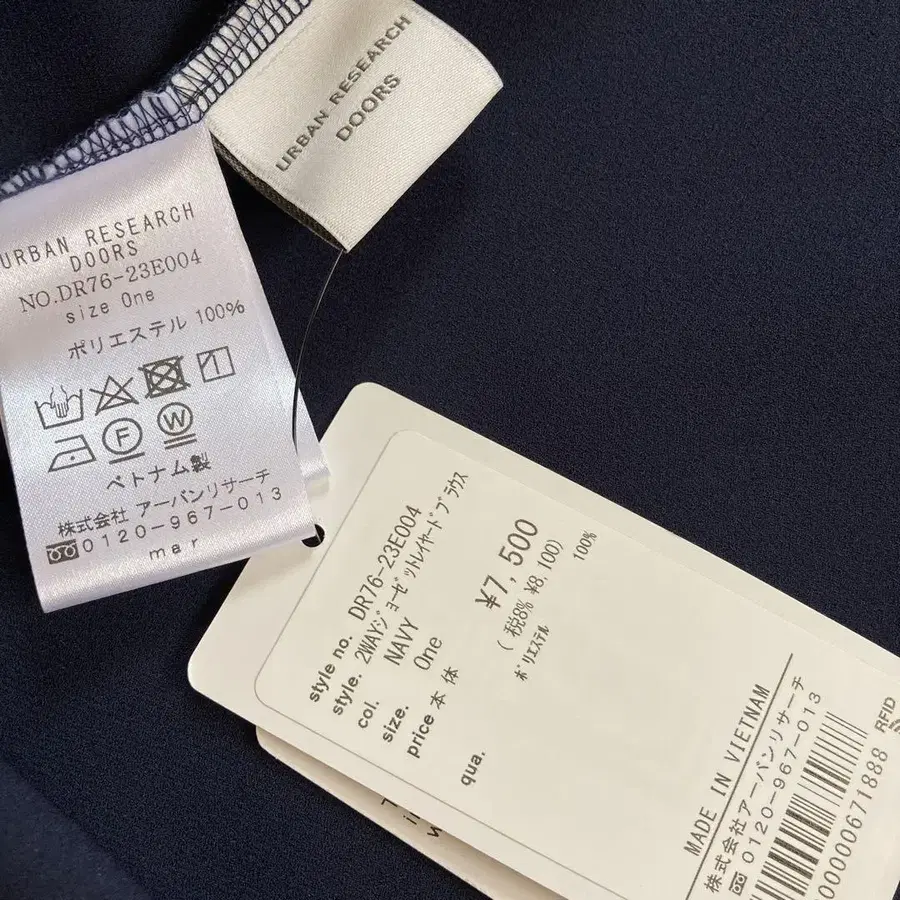 URBAN RESEARCH
DOORS
URBAN RESEARCH
DOORS
NO.DR76-23E004
size One
ポリエステル 100%
F
W
ベトナム製
株式会社 アーバンリサーチ
0120-967-013
mar
style no. DR76-23E004
style. 2WAYジョーゼットレイヤードブラウス
col. NAVY
size. One
price 本体 ¥7,500
(税8% ¥8,100)
qua. ポリエステル 100%
MADE IN VIETNAM
株式会社アーバンリサーチ
0120-967-013
00000671888
RFID